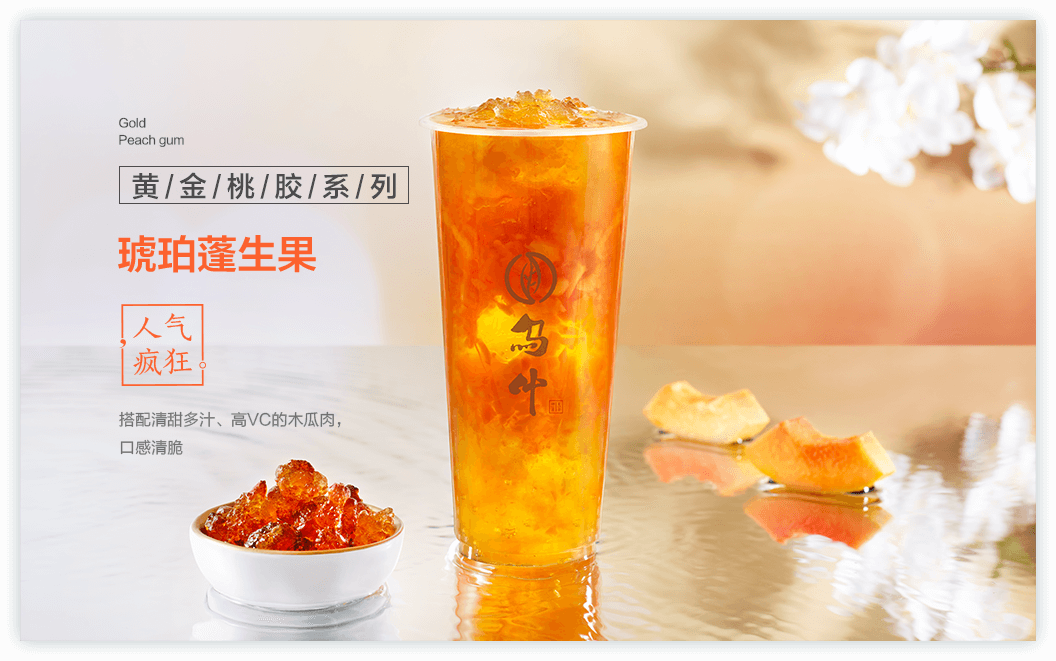 Gold
Peach gum
黄/金/桃/胶/系/列
琥珀蓬生果
人气
疯狂
搭配清甜多汁、高VC的木瓜肉，
口感清脆
乌